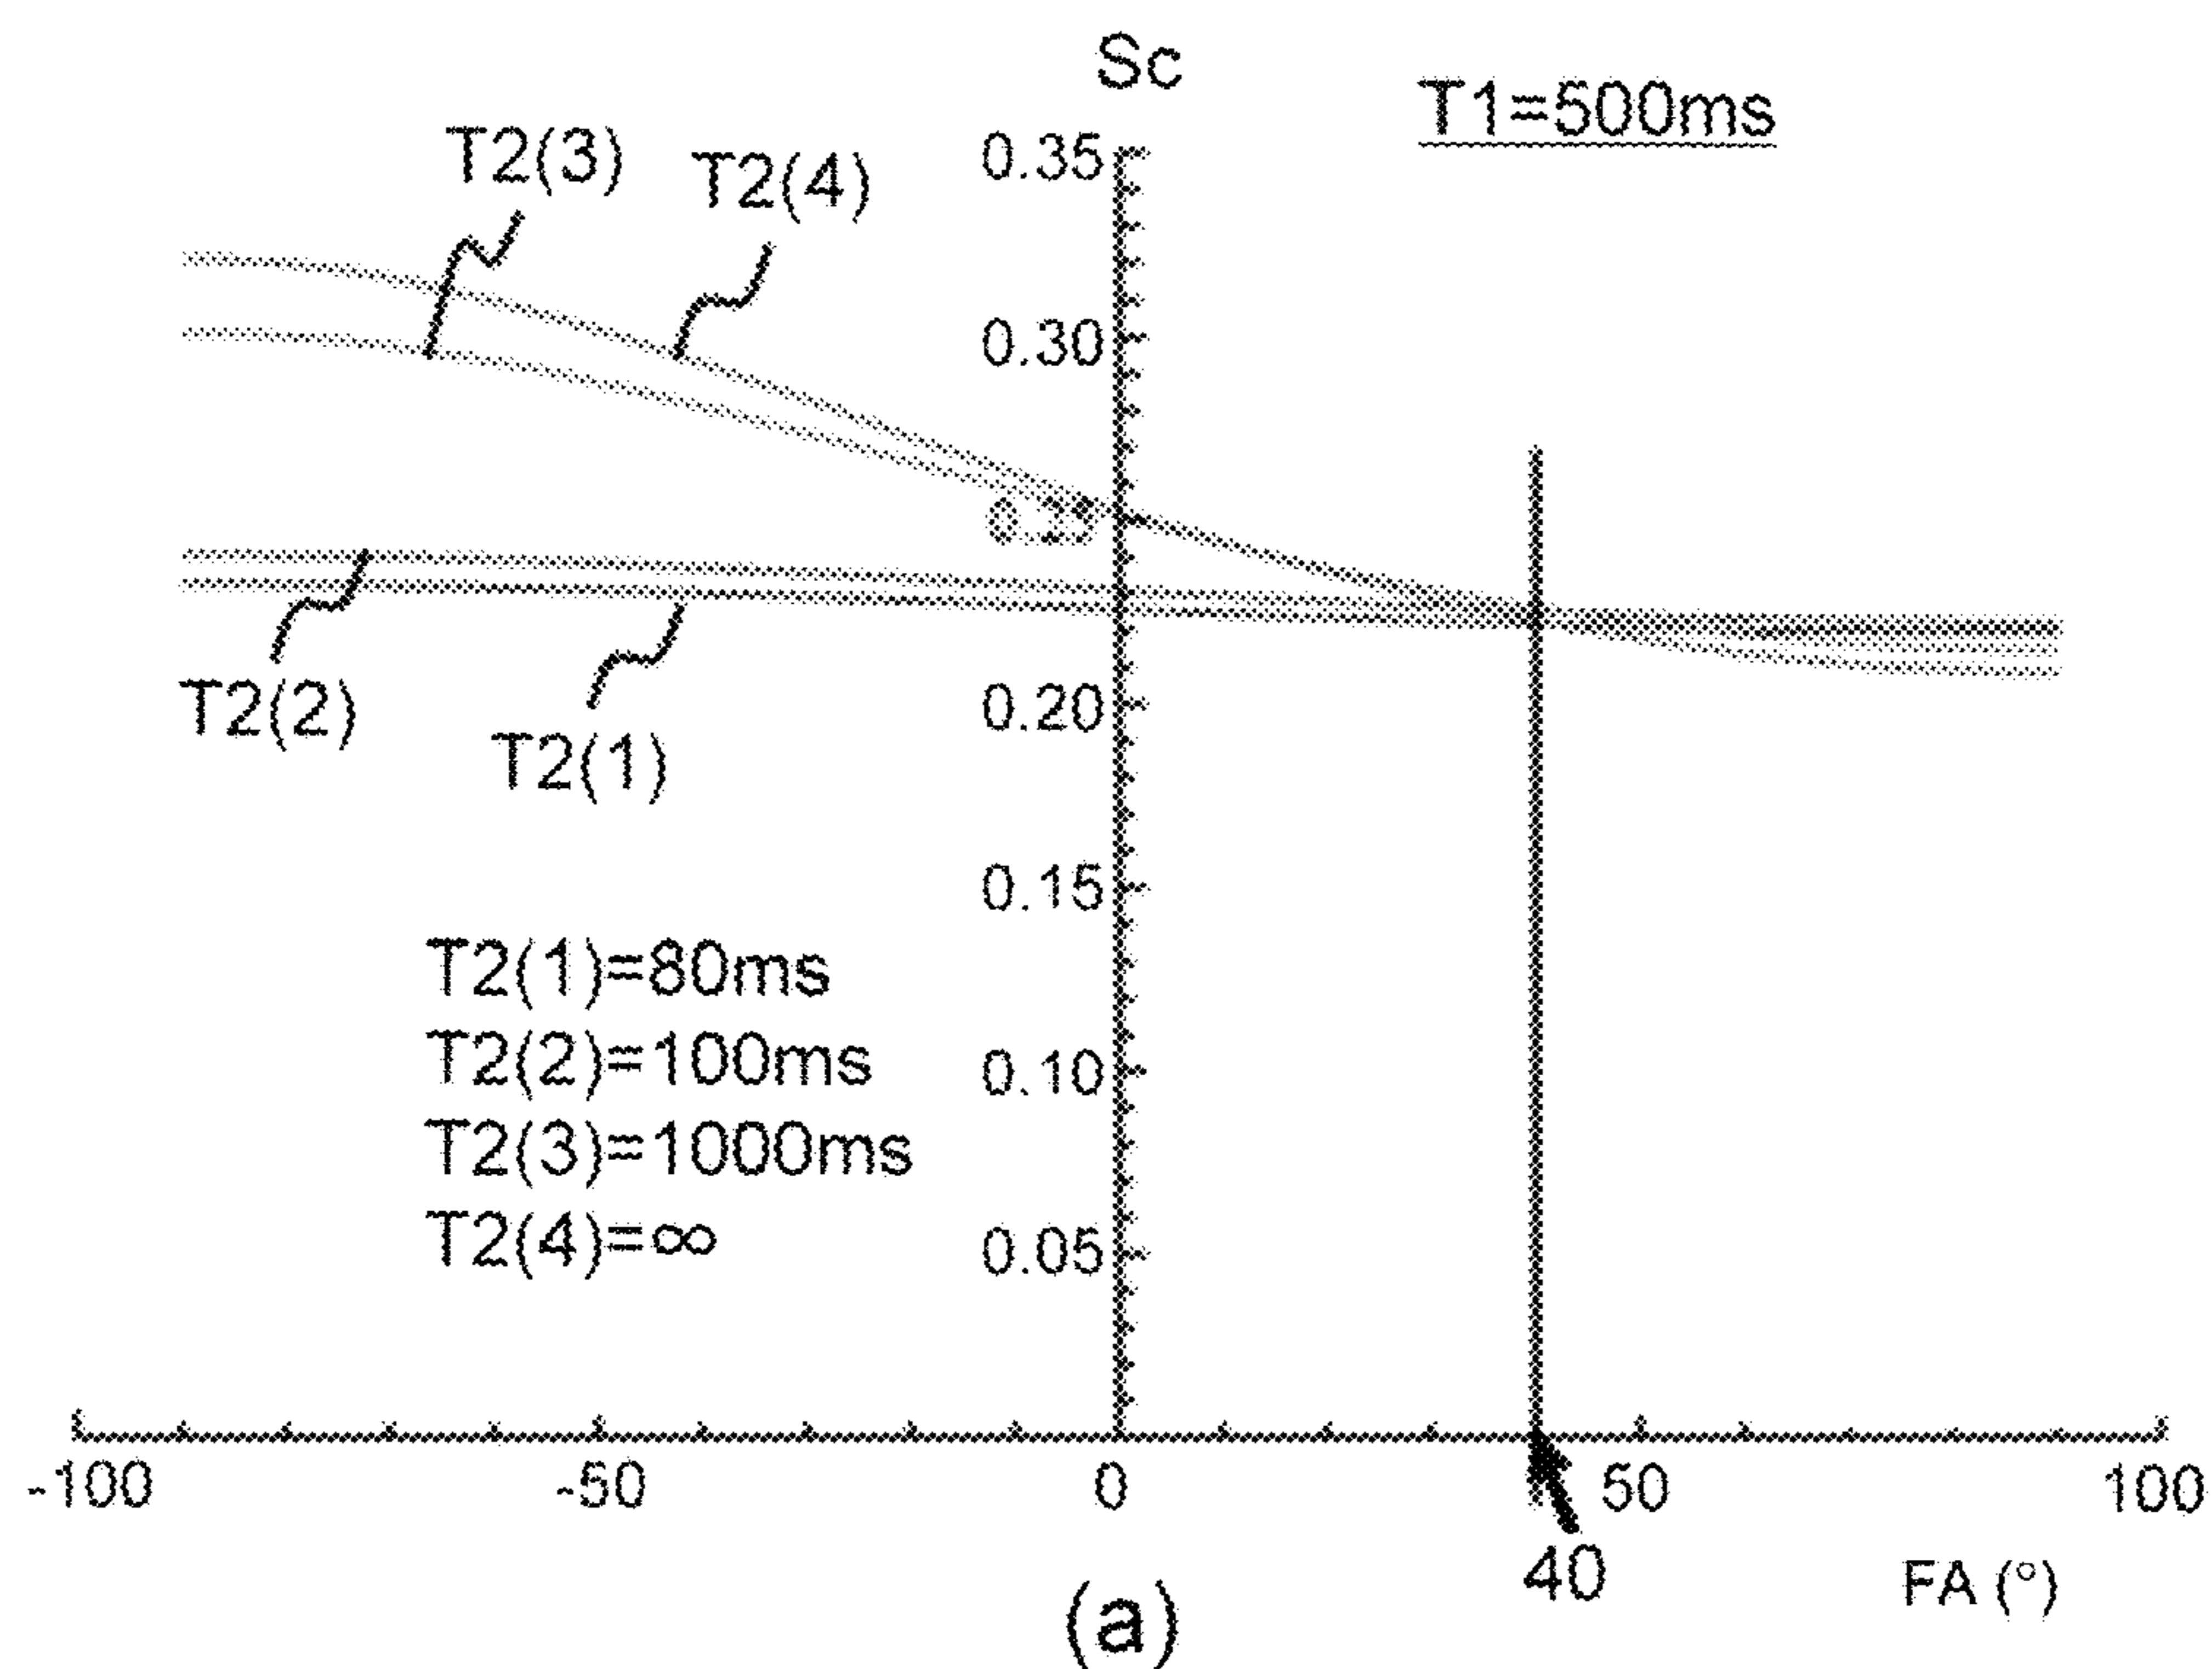 Sc
T1=500ms
T2(3)
T2(4)
0.35
0.30
0.25
T2(2)
T2(1)
0.20
0.15
T2(1)=80ms
T2(2)=100ms
T2(3)=1000ms
T2(4)=∞
0.10
0.05
-100
-50
0
50
100
40
FA (°)
(a)